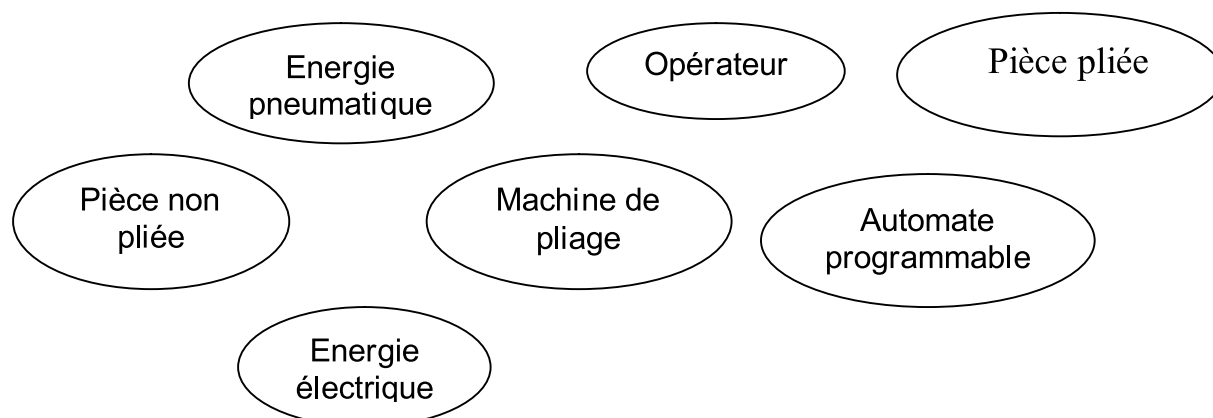 Energie
pneumatique
Opérateur
Pièce pliée
Pièce non
pliée
Machine de
pliage
Automate
programmable
Energie
électrique